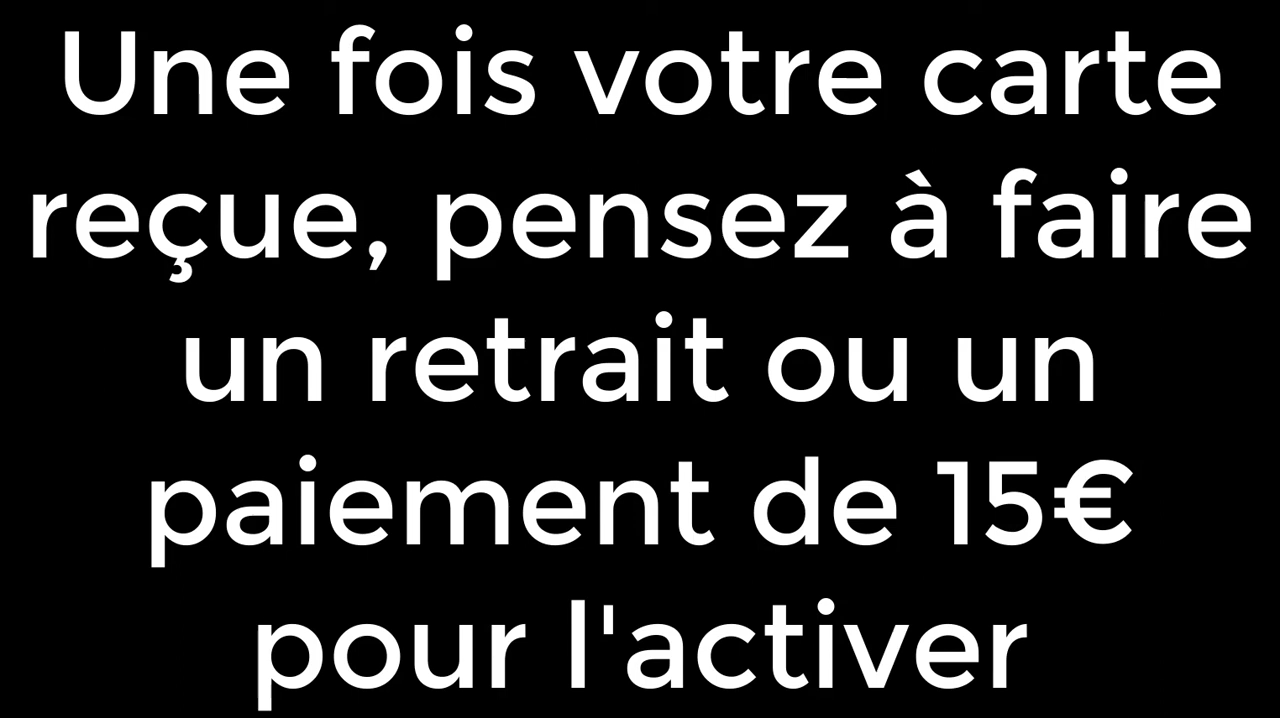 Une fois votre carte
reçue, pensez à faire
un retrait ou un
paiement de 15€
pour l'activer